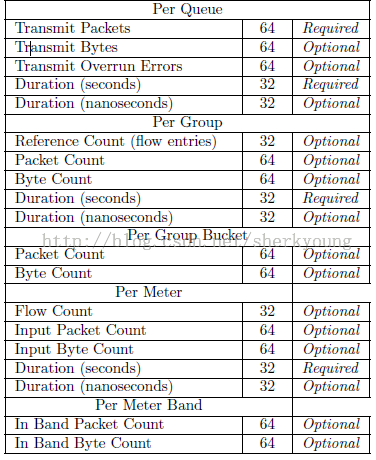 Per Queue
Transmit Packets 64 Required
Transmit Bytes 64 Optional
Transmit Overrun Errors 64 Optional
Duration (seconds) 32 Required
Duration (nanoseconds) 32 Optional
Per Group
Reference Count (flow entries) 32 Optional
Packet Count 64 Optional
Byte Count 64 Optional
Duration (seconds) 32 Required
Duration (nanoseconds) 32 Optional
Per Group Bucket
http://blog.csdn.net/sherkyoung
Packet Count 64 Optional
Byte Count 64 Optional
Per Meter
Flow Count 32 Optional
Input Packet Count 64 Optional
Input Byte Count 64 Optional
Duration (seconds) 32 Required
Duration (nanoseconds) 32 Optional
Per Meter Band
In Band Packet Count 64 Optional
In Band Byte Count 64 Optional